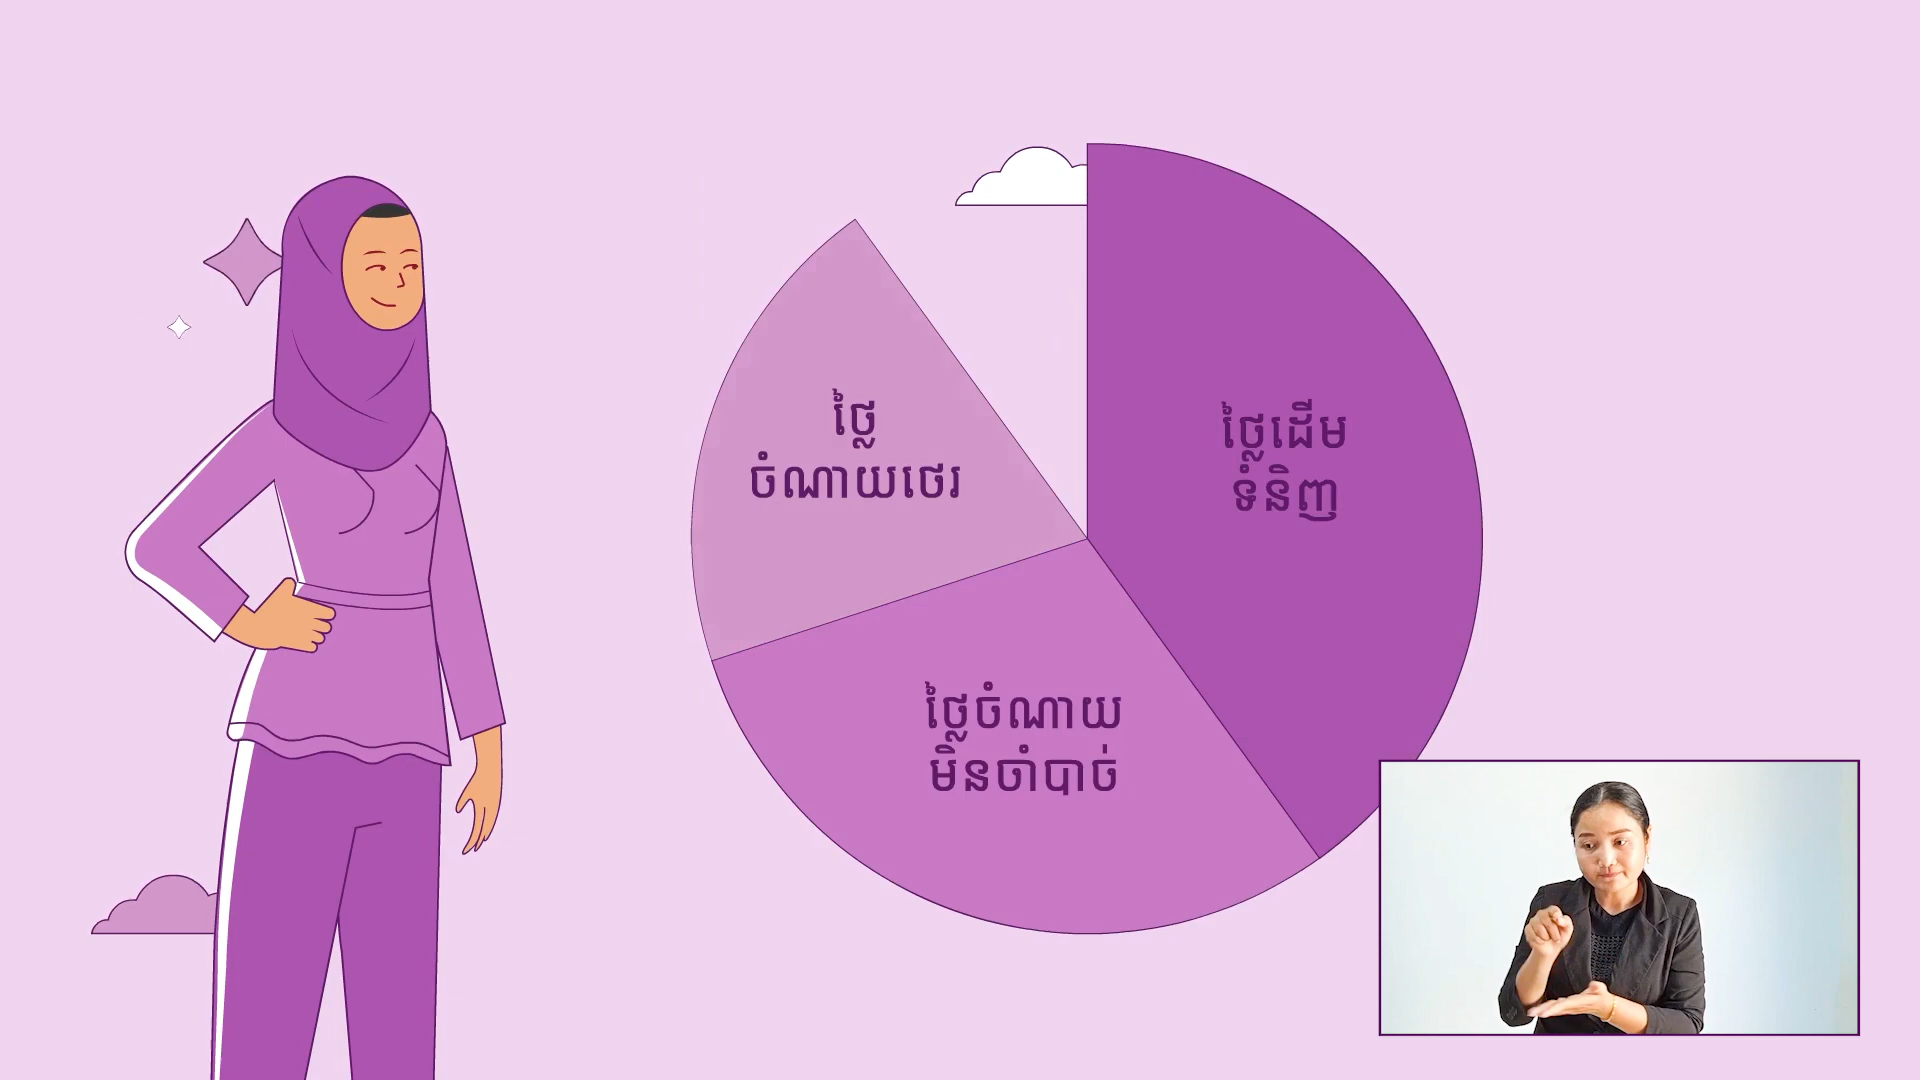 ថ្លៃ
ចំណាយថេរ
ថ្លៃដើម
ទំនិញ
ថ្លៃចំណាយ
មិនចាំបាច់